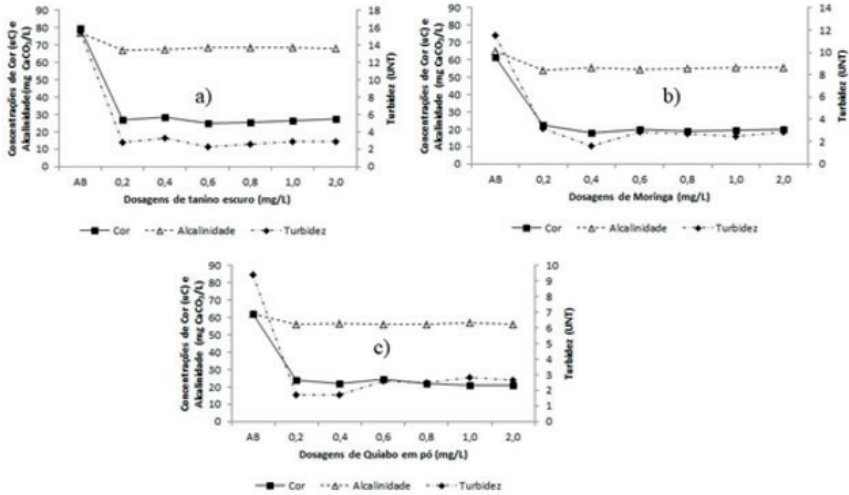 Concentrações de Cor (uC) e
Alcalinidade(mg CaCO₃/L)
90
80
70
60
50
40
30
20
10
0
a)
18
16
14
12
10
8
6
4
2
0
Turbidez (UNT)
AB 0,2 0,4 0,6 0,8 1,0 2,0
Dosagens de tanino escuro (mg/L)
Cor Alcalinidade Turbidez
Concentrações de Cor (uC) e
Alcalinidade (mg CaCO₃/L)
90
80
70
60
50
40
30
20
10
0
b)
14
12
10
8
6
4
2
0
Turbidez (UNT)
AB 0,2 0,4 0,6 0,8 1,0 2,0
Dosagens de Moringa (mg/L)
Cor Alcalinidade Turbidez
Concentrações de Cor (uC) e
Alcalinidade (mg CaCO₃/L)
90
80
70
60
50
40
30
20
10
0
c)
10
9
8
7
6
5
4
3
2
1
0
Turbidez (UNT)
AB 0,2 0,4 0,6 0,8 1,0 2,0
Dosagens de Quiabo em pó (mg/L)
Cor Alcalinidade Turbidez